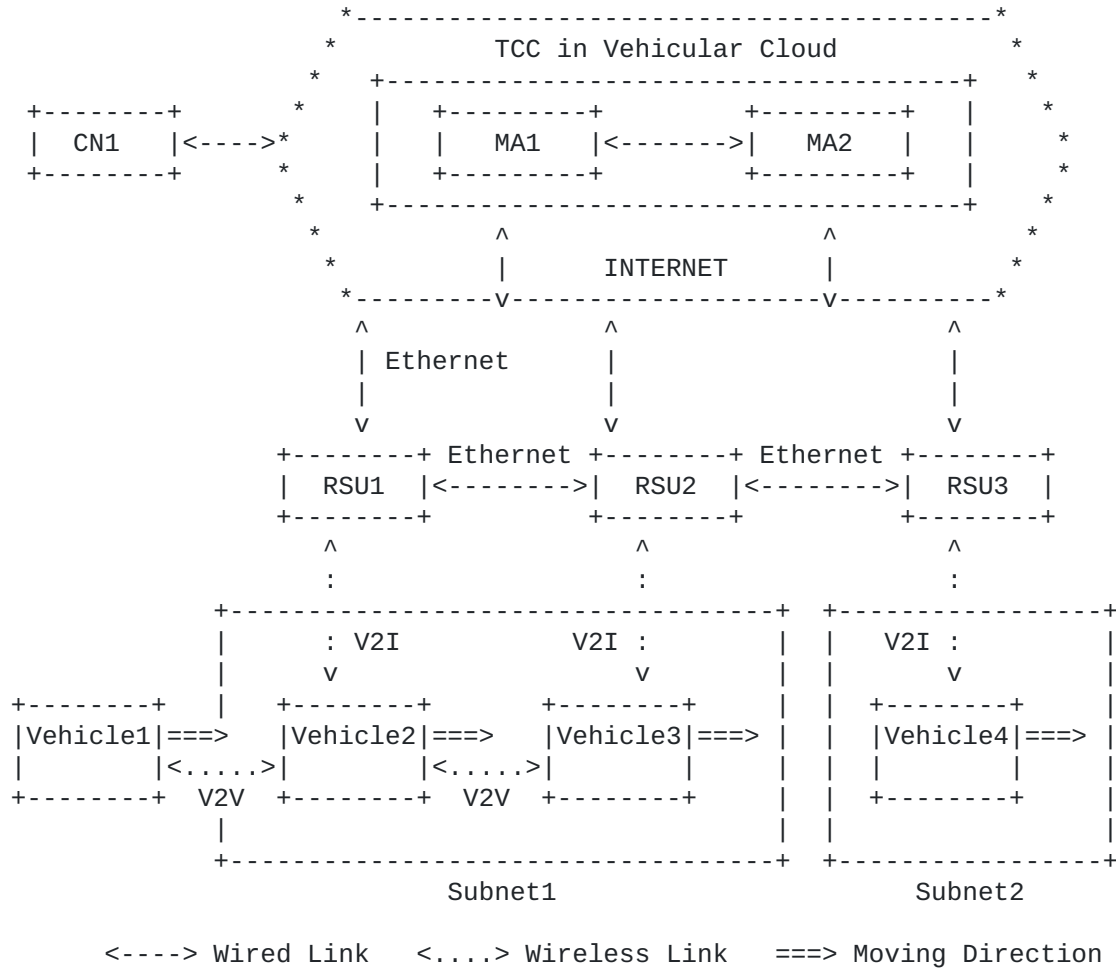 TCC in Vehicular Cloud
CN1 MA1 MA2
INTERNET
Ethernet
Ethernet Ethernet
RSU1 RSU2 RSU3
V2I V2I V2I
Vehicle1 Vehicle2 Vehicle3 Vehicle4
V2V V2V
Subnet1 Subnet2
<----> Wired Link <....> Wireless Link ===> Moving Direction